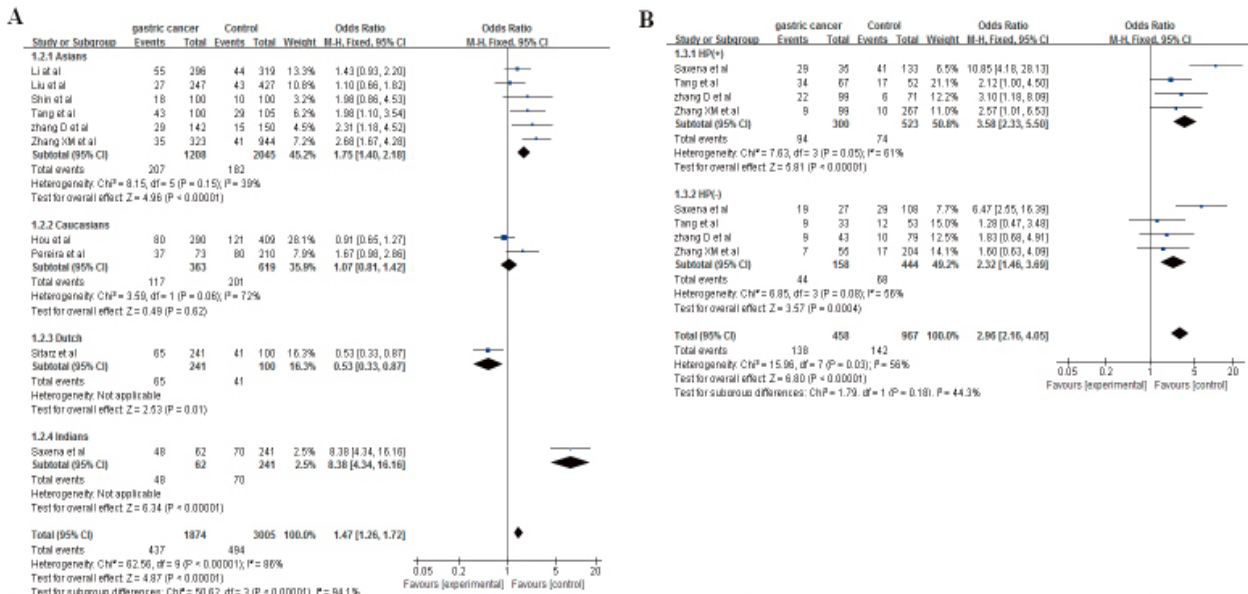 A
gastric cancer Control Odds Ratio Odds Ratio
Study or Subgroup Events Total Events Total Weight M-H, Fixed, 95% CI M-H, Fixed, 95% CI
1.2.1 Asians
Li et al 55 296 44 319 13.3% 1.43 [0.93, 2.20]
Liu et al 27 247 43 427 10.8% 1.10 [0.66, 1.82]
Shin et al 18 100 10 100 3.2% 1.98 [0.86, 4.53]
Tang et al 43 100 29 105 6.2% 1.98 [1.10, 3.54]
zhang D et al 29 142 15 150 4.5% 2.31 [1.18, 4.52]
Zhang XM et al 35 323 41 944 7.2% 2.68 [1.67, 4.28]
Subtotal (95% CI) 1208 2045 45.2% 1.75 [1.40, 2.18]
Total events 207 182
Heterogeneity: Chi² = 8.15, df = 5 (P = 0.15); I² = 39%
Test for overall effect: Z = 4.96 (P < 0.00001)
1.2.2 Caucasians
Hou et al 80 290 121 409 28.1% 0.91 [0.65, 1.27]
Pereira et al 37 73 80 210 7.9% 1.67 [0.98, 2.86]
Subtotal (95% CI) 363 619 35.9% 1.07 [0.81, 1.42]
Total events 117 201
Heterogeneity: Chi² = 3.59, df = 1 (P = 0.06); I² = 72%
Test for overall effect: Z = 0.49 (P = 0.62)
1.2.3 Dutch
Sitarz et al 65 241 41 100 16.3% 0.53 [0.33, 0.87]
Subtotal (95% CI) 241 100 16.3% 0.53 [0.33, 0.87]
Total events 65 41
Heterogeneity: Not applicable
Test for overall effect: Z = 2.53 (P = 0.01)
1.2.4 Indians
Saxena et al 48 62 70 241 2.5% 8.38 [4.34, 16.16]
Subtotal (95% CI) 62 241 2.5% 8.38 [4.34, 16.16]
Total events 48 70
Heterogeneity: Not applicable
Test for overall effect: Z = 6.34 (P < 0.00001)
Total (95% CI) 1874 3005 100.0% 1.47 [1.26, 1.72]
Total events 437 494
Heterogeneity: Chi² = 62.56, df = 9 (P < 0.00001); I² = 86%
Test for overall effect: Z = 4.87 (P < 0.00001)
Test for subgroup differences: Chi² = 50.62, df = 3 (P < 0.00001), I² = 94.1%
0.05 0.2 1 5 20
Favours [experimental] Favours [control]
B
gastric cancer Control Odds Ratio Odds Ratio
Study or Subgroup Events Total Events Total Weight M-H, Fixed, 95% CI M-H, Fixed, 95% CI
1.3.1 HP(+)
Saxena et al 29 35 41 133 6.5% 10.85 [4.18, 28.13]
Tang et al 34 67 17 52 15.2% 2.12 [1.00, 4.50]
zhang D et al 22 99 6 71 11.2% 3.10 [1.18, 8.09]
Zhang XM et al 9 99 10 267 11.0% 2.57 [1.01, 6.53]
Subtotal (95% CI) 300 523 50.8% 3.58 [2.33, 5.50]
Total events 94 74
Heterogeneity: Chi² = 7.63, df = 3 (P = 0.05); I² = 61%
Test for overall effect: Z = 5.81 (P < 0.00001)
1.3.2 HP(-)
Saxena et al 19 27 29 108 7.7% 6.47 [2.55, 16.39]
Tang et al 9 33 12 53 15.0% 1.28 [0.47, 3.48]
zhang D et al 9 43 10 79 12.3% 1.83 [0.68, 4.91]
Zhang XM et al 7 55 17 204 14.1% 1.60 [0.63, 4.09]
Subtotal (95% CI) 158 444 49.2% 2.32 [1.46, 3.69]
Total events 44 68
Heterogeneity: Chi² = 6.85, df = 3 (P = 0.08); I² = 56%
Test for overall effect: Z = 3.57 (P = 0.0004)
Total (95% CI) 458 967 100.0% 2.96 [2.16, 4.05]
Total events 138 142
Heterogeneity: Chi² = 15.96, df = 7 (P = 0.03); I² = 56%
Test for overall effect: Z = 6.80 (P < 0.00001)
Test for subgroup differences: Chi² = 1.79, df = 1 (P = 0.18), I² = 44.3%
0.05 0.2 1 5 20
Favours [experimental] Favours [control]